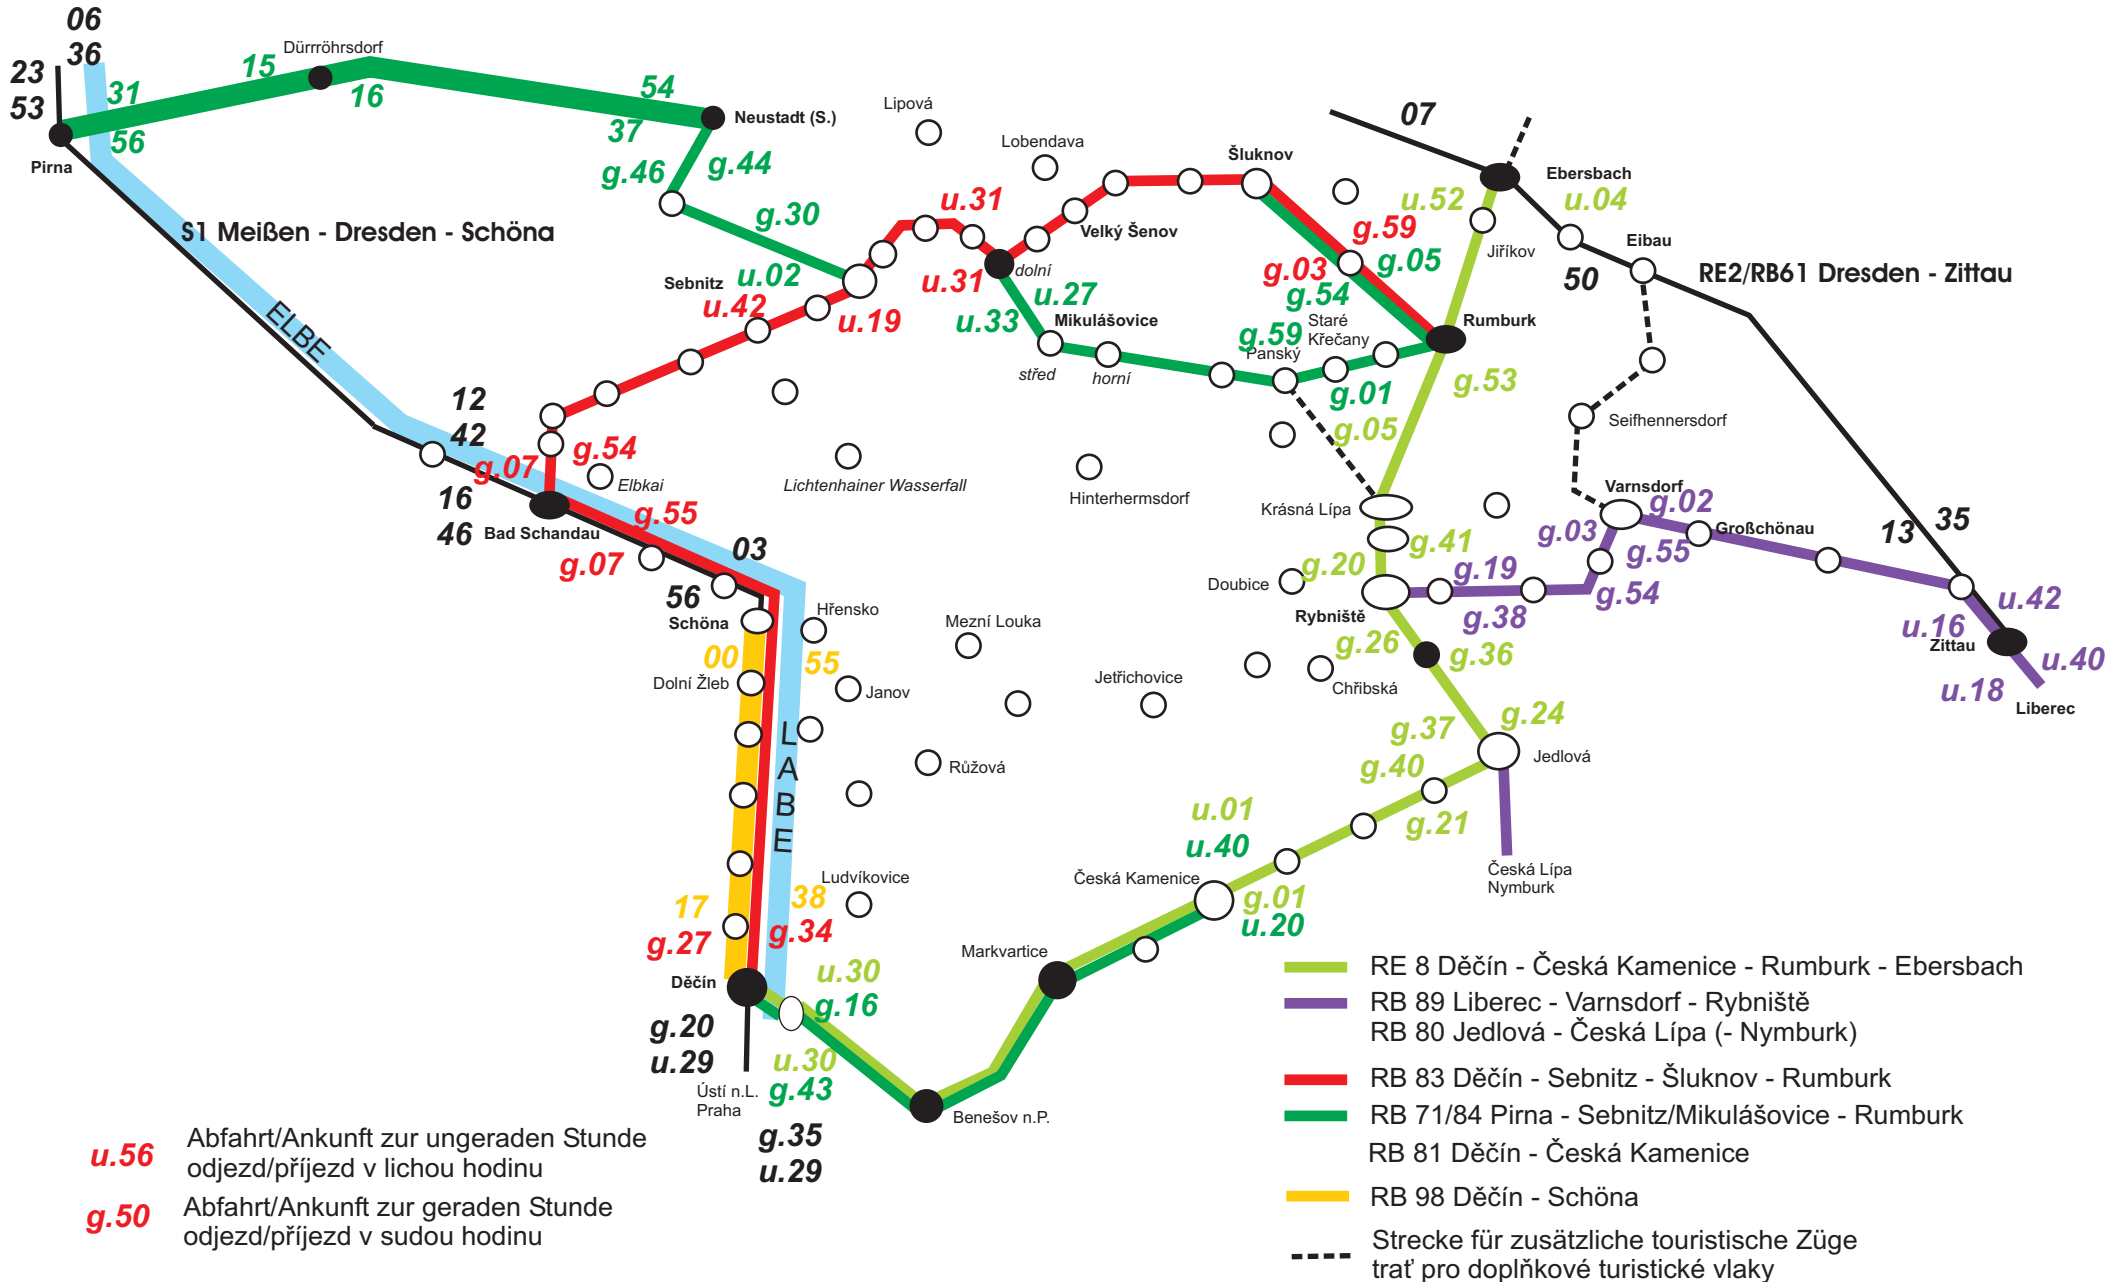 06
36
23
53
31
56
15
Dürrröhrsdorf
16
54
37
Neustadt (S.)
Pirna
g.46
g.44
g.30
u.02
S1 Meißen - Dresden - Schöna
ELBE
Sebnitz
u.42
u.19
Lipová
Lobendava
u.31
u.31
dolní
Velký Šenov
Šluknov
u.27
u.33
Mikulášovice
střed
horní
g.59
g.03
g.05
g.54
Staré
Křečany
g.59
Panský
g.01
07
Ebersbach
u.52
u.04
Jiříkov
Eibau
50
RE2/RB61 Dresden - Zittau
Rumburk
g.53
g.05
Seifhennersdorf
12
42
g.07
g.54
Elbkai
16
46
Bad Schandau
g.55
g.07
03
56
Schöna
Lichtenhainer Wasserfall
Hinterhermsdorf
Krásná Lípa
g.41
g.20
Doubice
Rybniště
Varnsdorf
g.02
g.03
g.55
Großchönau
g.19
g.38
g.54
13
35
u.42
u.16
Zittau
u.40
u.18
Liberec
00
55
Dolní Žleb
Hřensko
Janov
Mezní Louka
Jetřichovice
Růžová
Chřibská
g.26
g.36
g.24
g.37
Jedlová
g.40
g.21
LABE
Česká Lípa
Nymburk
u.01
u.40
Česká Kamenice
g.01
u.20
Ludvíkovice
17
38
g.27
g.34
Děčín
u.30
g.16
Markvartice
g.20
u.29
u.30
g.43
Ústí n.L.
Praha
g.35
u.29
Benešov n.P.
RE 8 Děčín - Česká Kamenice - Rumburk - Ebersbach
RB 89 Liberec - Varnsdorf - Rybniště
RB 80 Jedlová - Česká Lípa (- Nymburk)
RB 83 Děčín - Sebnitz - Šluknov - Rumburk
RB 71/84 Pirna - Sebnitz/Mikulášovice - Rumburk
RB 81 Děčín - Česká Kamenice
RB 98 Děčín - Schöna
Strecke für zusätzliche touristische Züge
trať pro doplňkové turistické vlaky
u.56
Abfahrt/Ankunft zur ungeraden Stunde
odjezd/příjezd v lichou hodinu
g.50
Abfahrt/Ankunft zur geraden Stunde
odjezd/příjezd v sudou hodinu